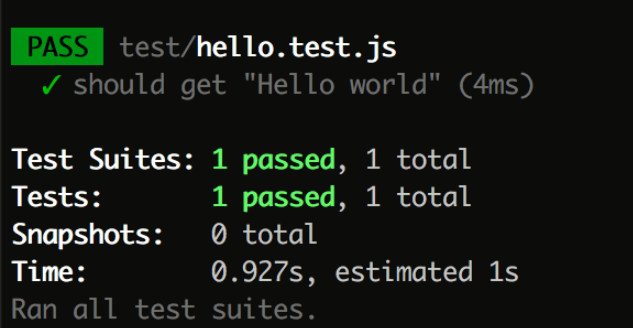 PASS test/hello.test.js
✓ should get "Hello world" (4ms)
Test Suites: 1 passed, 1 total
Tests: 1 passed, 1 total
Snapshots: 0 total
Time: 0.927s, estimated 1s
Ran all test suites.